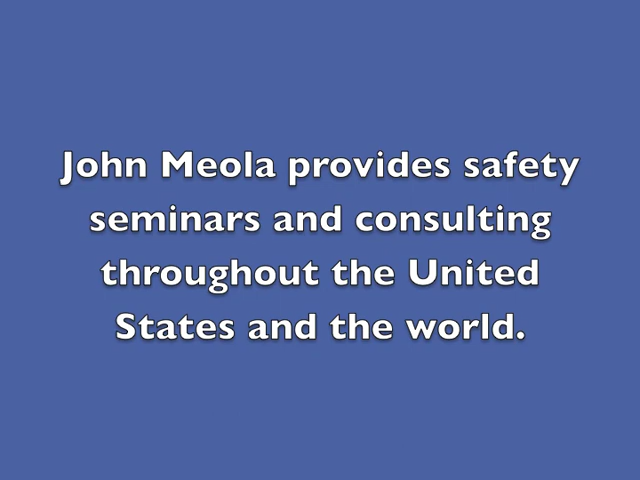 John Meola provides safety
seminars and consulting
throughout the United
States and the world.